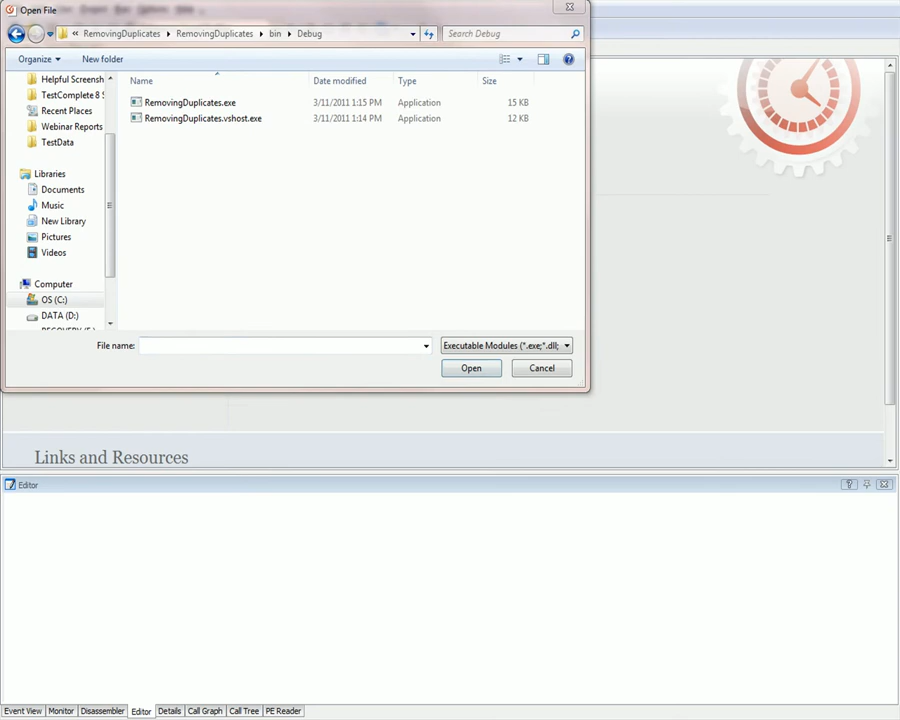 Open File
« RemovingDuplicates RemovingDuplicates bin Debug Search Debug
Organize New folder
Name Date modified Type Size
RemovingDuplicates.exe 3/11/2011 1:15 PM Application 15 KB
RemovingDuplicates.vshost.exe 3/11/2011 1:14 PM Application 12 KB
Helpful Screensh
TestComplete 8 S
Recent Places
Webinar Reports
TestData
Libraries
Documents
Music
New Library
Pictures
Videos
Computer
OS (C:)
DATA (D:)
File name: Executable Modules (*.exe;*.dll;
Open Cancel
Links and Resources
Editor
Event View Monitor Disassembler Editor Details Call Graph Call Tree PE Reader